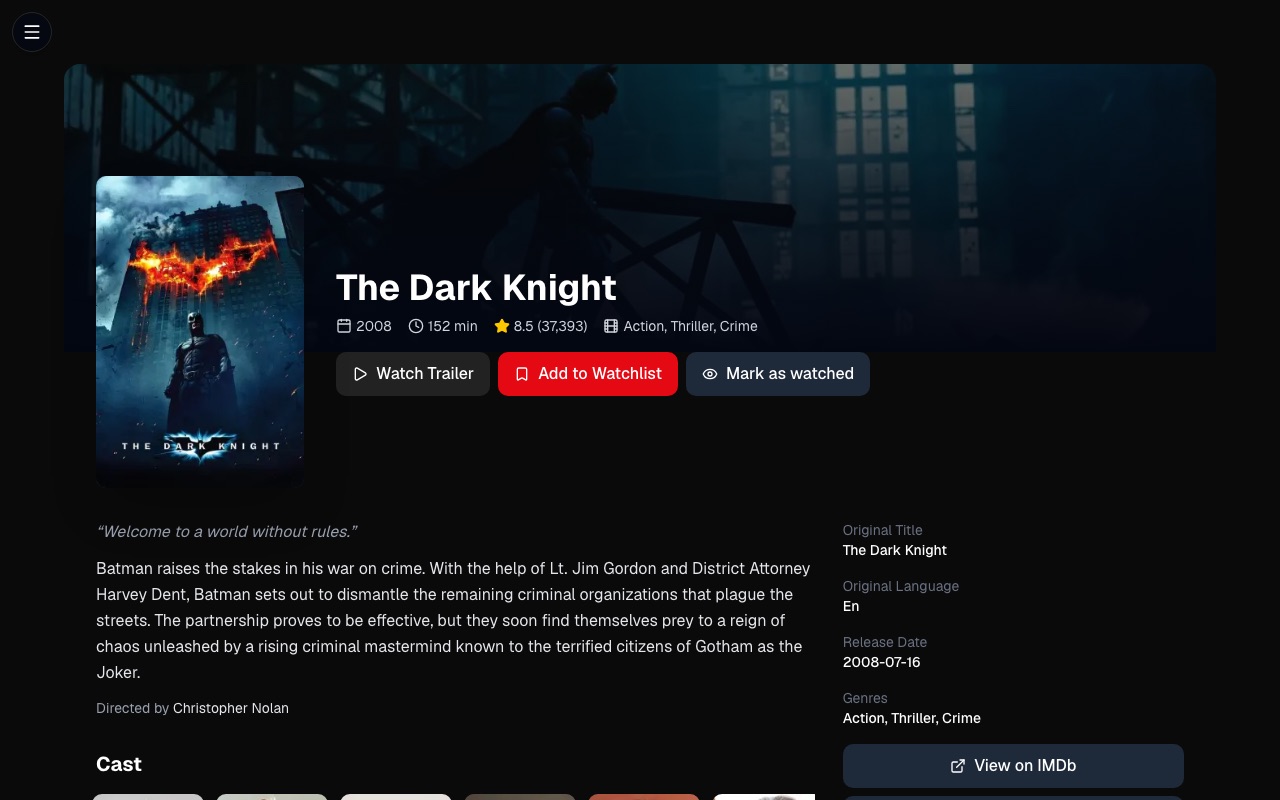 THE DARK KNIGHT
The Dark Knight
2008 152 min 8.5 (37,393) Action, Thriller, Crime
Watch Trailer Add to Watchlist Mark as watched
“Welcome to a world without rules.”
Batman raises the stakes in his war on crime. With the help of Lt. Jim Gordon and District Attorney
Harvey Dent, Batman sets out to dismantle the remaining criminal organizations that plague the
streets. The partnership proves to be effective, but they soon find themselves prey to a reign of
chaos unleashed by a rising criminal mastermind known to the terrified citizens of Gotham as the
Joker.
Directed by Christopher Nolan
Cast
Original Title
The Dark Knight
Original Language
En
Release Date
2008-07-16
Genres
Action, Thriller, Crime
View on IMDb